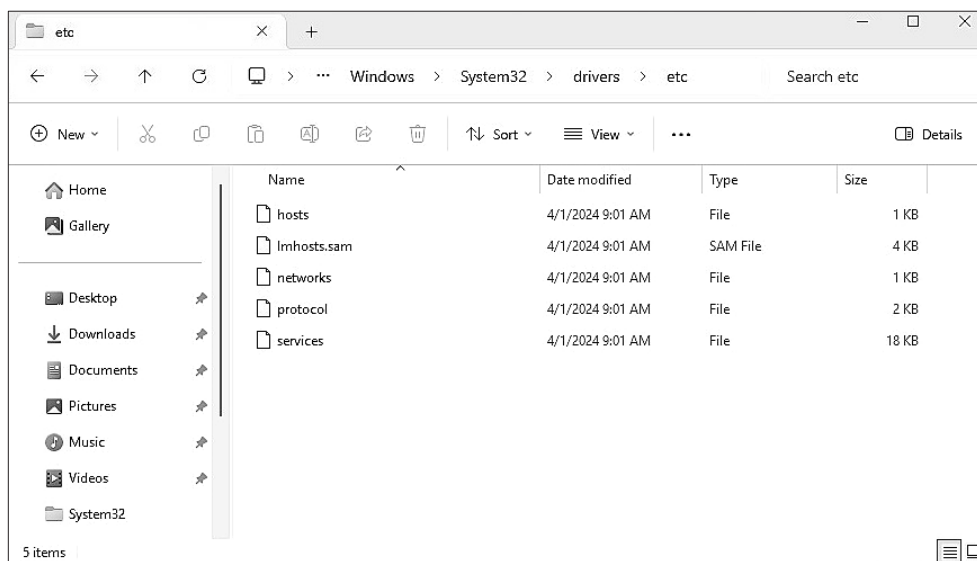 etc
Windows > System32 > drivers > etc Search etc
New Sort View Details
Name Date modified Type Size
Home
Gallery
Desktop
Downloads
Documents
Pictures
Music
Videos
System32
hosts 4/1/2024 9:01 AM File 1 KB
lmhosts.sam 4/1/2024 9:01 AM SAM File 4 KB
networks 4/1/2024 9:01 AM File 1 KB
protocol 4/1/2024 9:01 AM File 2 KB
services 4/1/2024 9:01 AM File 18 KB
5 items